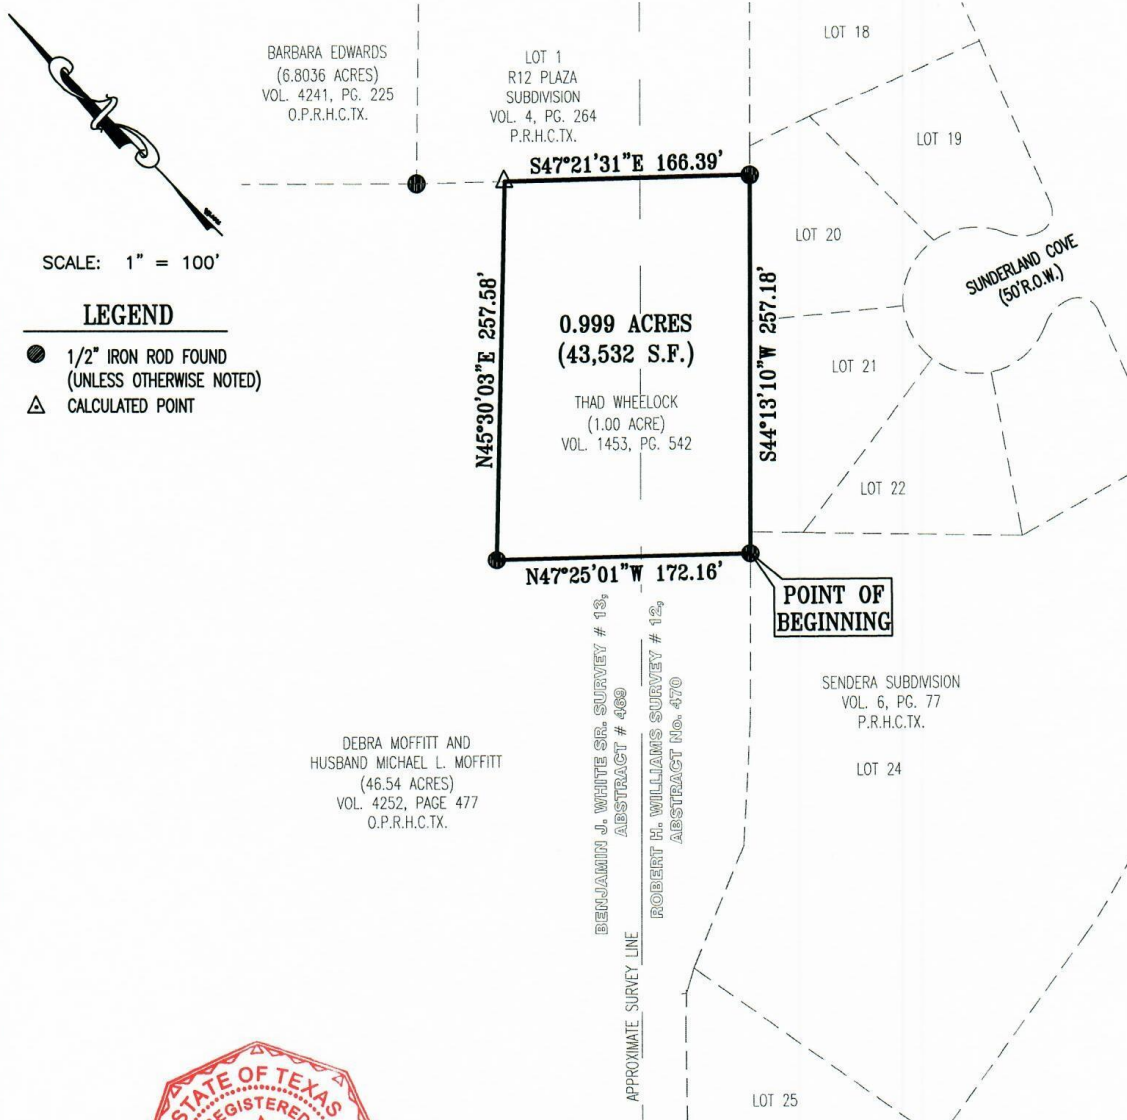 BARBARA EDWARDS
(6.8036 ACRES)
VOL. 4241, PG. 225
O.P.R.H.C.TX.
LOT 1
R12 PLAZA
SUBDIVISION
VOL. 4, PG. 264
P.R.H.C.TX.
LOT 18
LOT 19
S47°21'31"E 166.39'
LOT 20
SUNDERLAND COVE
(50'R.O.W.)
SCALE: 1" = 100'
LEGEND
1/2" IRON ROD FOUND
(UNLESS OTHERWISE NOTED)
CALCULATED POINT
N45°30'03"E 257.58'
0.999 ACRES
(43,532 S.F.)
THAD WHEELOCK
(1.00 ACRE)
VOL. 1453, PG. 542
S44°13'10"W 257.18'
LOT 21
LOT 22
N47°25'01"W 172.16'
POINT OF
BEGINNING
BENJAMIN J. WHITE SR. SURVEY # 13,
ABSTRACT # 469
ROBERT H. WILLIAMS SURVEY # 12,
ABSTRACT No. 470
SENDERA SUBDIVISION
VOL. 6, PG. 77
P.R.H.C.TX.
LOT 24
DEBRA MOFFITT AND
HUSBAND MICHAEL L. MOFFITT
(46.54 ACRES)
VOL. 4252, PAGE 477
O.P.R.H.C.TX.
APPROXIMATE SURVEY LINE
LOT 25
STATE OF TEXAS
REGISTERED